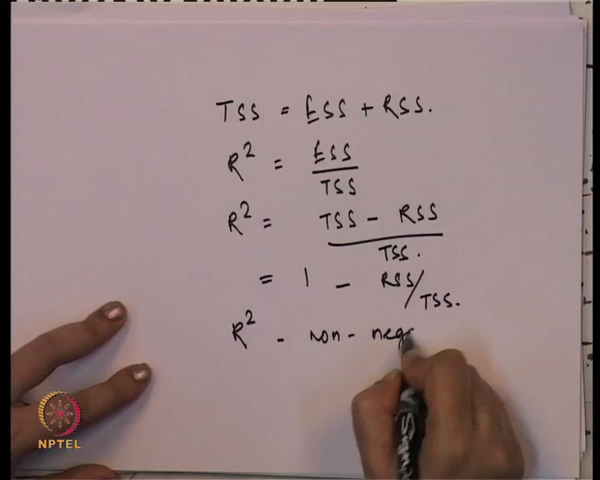 TSS = ESS + RSS.
R² = ESS / TSS
R² = TSS - RSS / TSS.
= 1 - RSS/TSS.
R² - non-neg
NPTEL